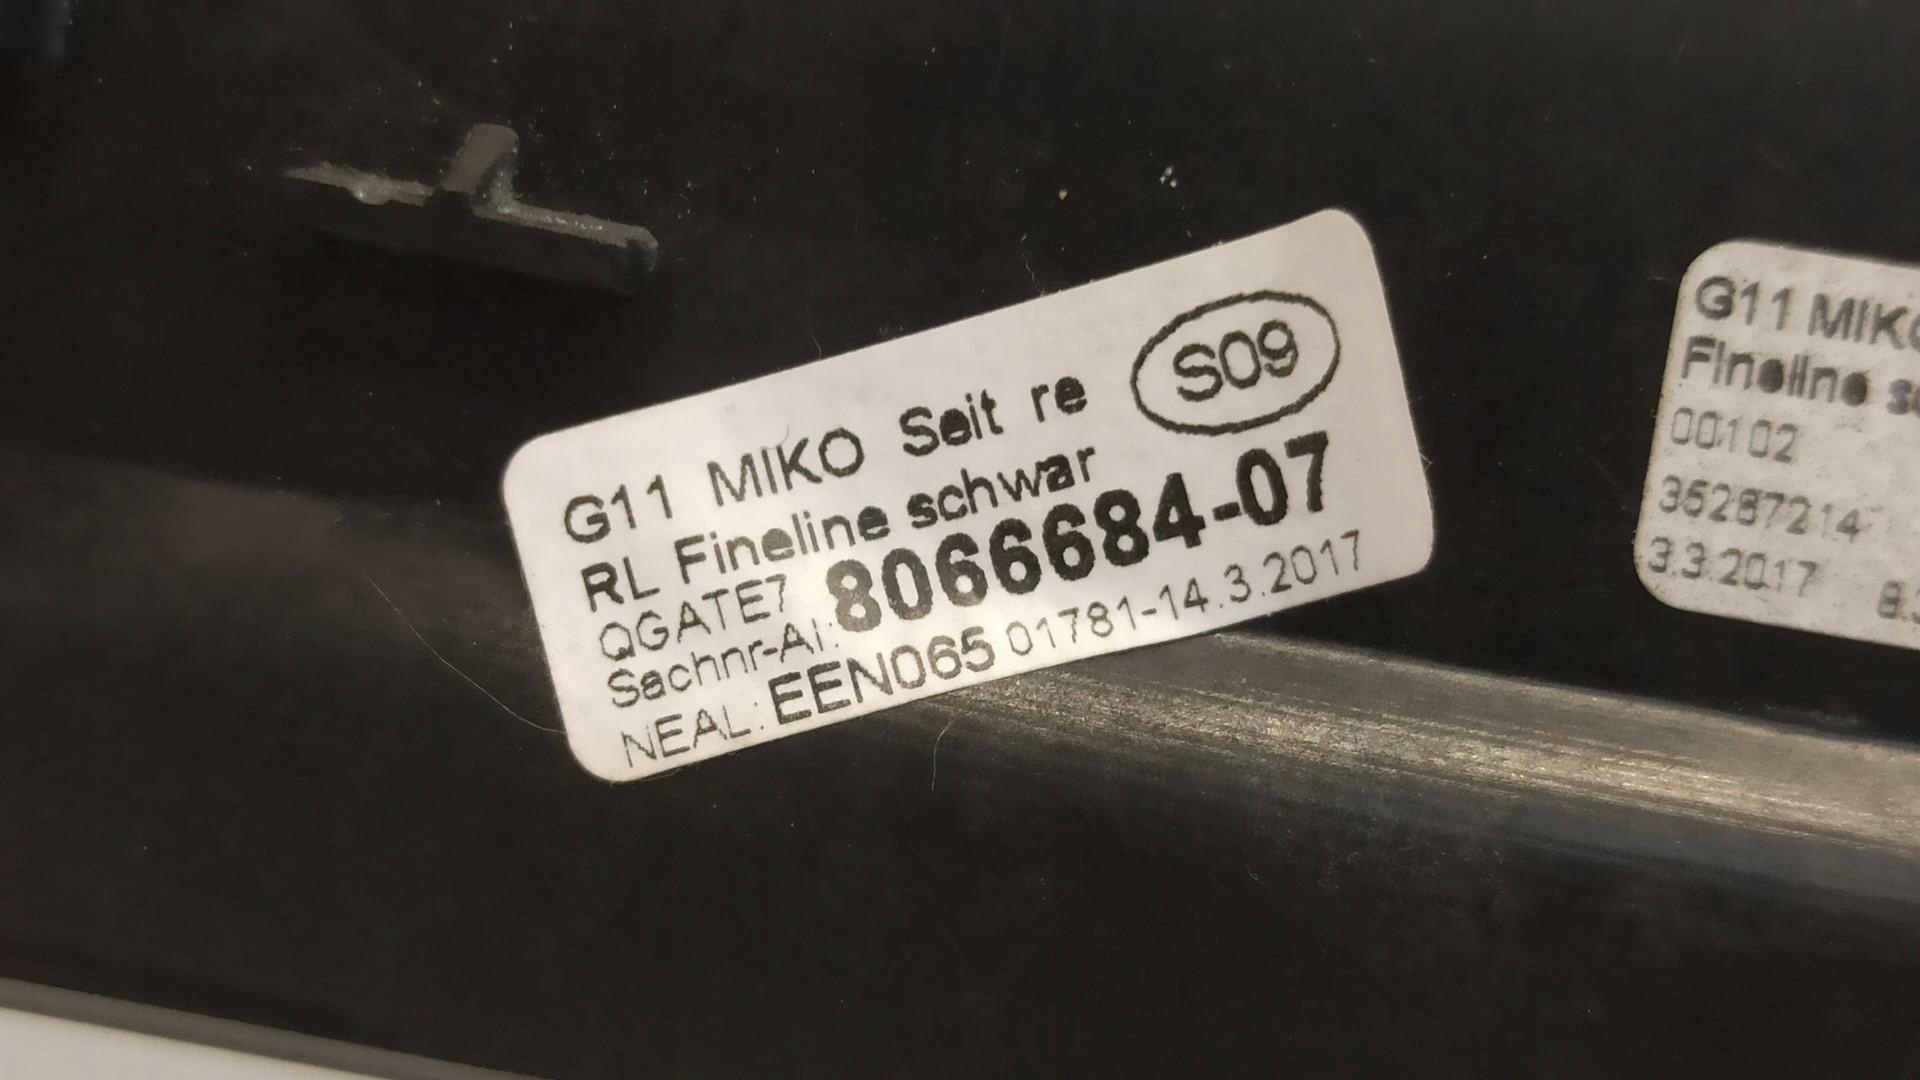 G11 MIKO Seit re S09
RL Fineline schwar
QGATE7
Sachnr-AI: 8066684-07
NEAL: EEN065 01781-14.3.2017
G11 MIKO
Fineline
00102
35287214
3.3.2017